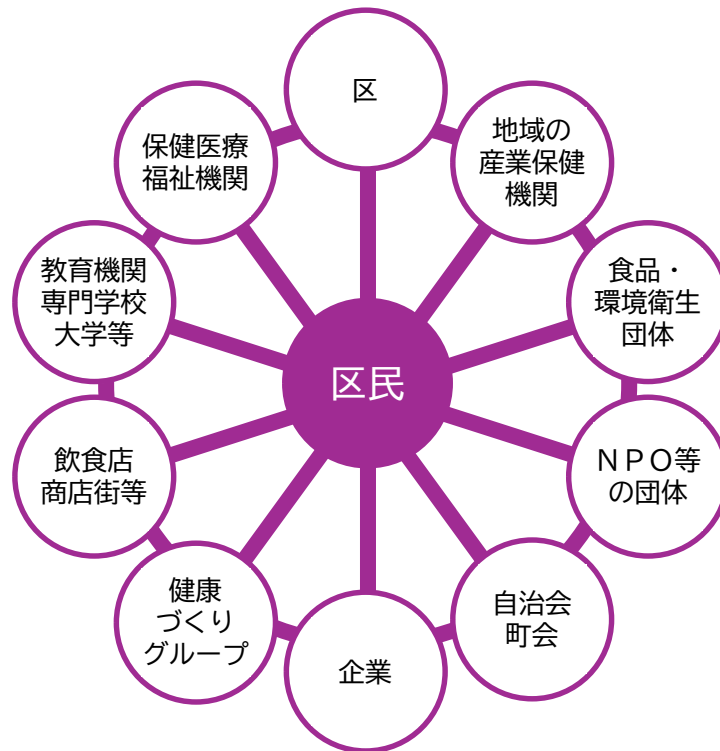 区
地域の
産業保健
機関
食品・
環境衛生
団体
ＮＰＯ等
の団体
自治会
町会
企業
健康
づくり
グループ
飲食店
商店街等
教育機関
専門学校
大学等
保健医療
福祉機関
区民